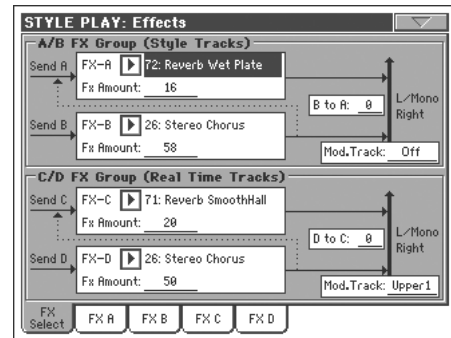 STYLE PLAY: Effects
A/B FX Group (Style Tracks)
Send A
FX-A 72: Reverb Wet Plate
Fx Amount: 16
B to A: 0
L/Mono
Right
Send B
FX-B 26: Stereo Chorus
Fx Amount: 58
Mod.Track: Off
C/D FX Group (Real Time Tracks)
Send C
FX-C 71: Reverb SmoothHall
Fx Amount: 20
D to C: 0
L/Mono
Right
Send D
FX-D 26: Stereo Chorus
Fx Amount: 50
Mod.Track: Upper1
FX
Select
FX A
FX B
FX C
FX D